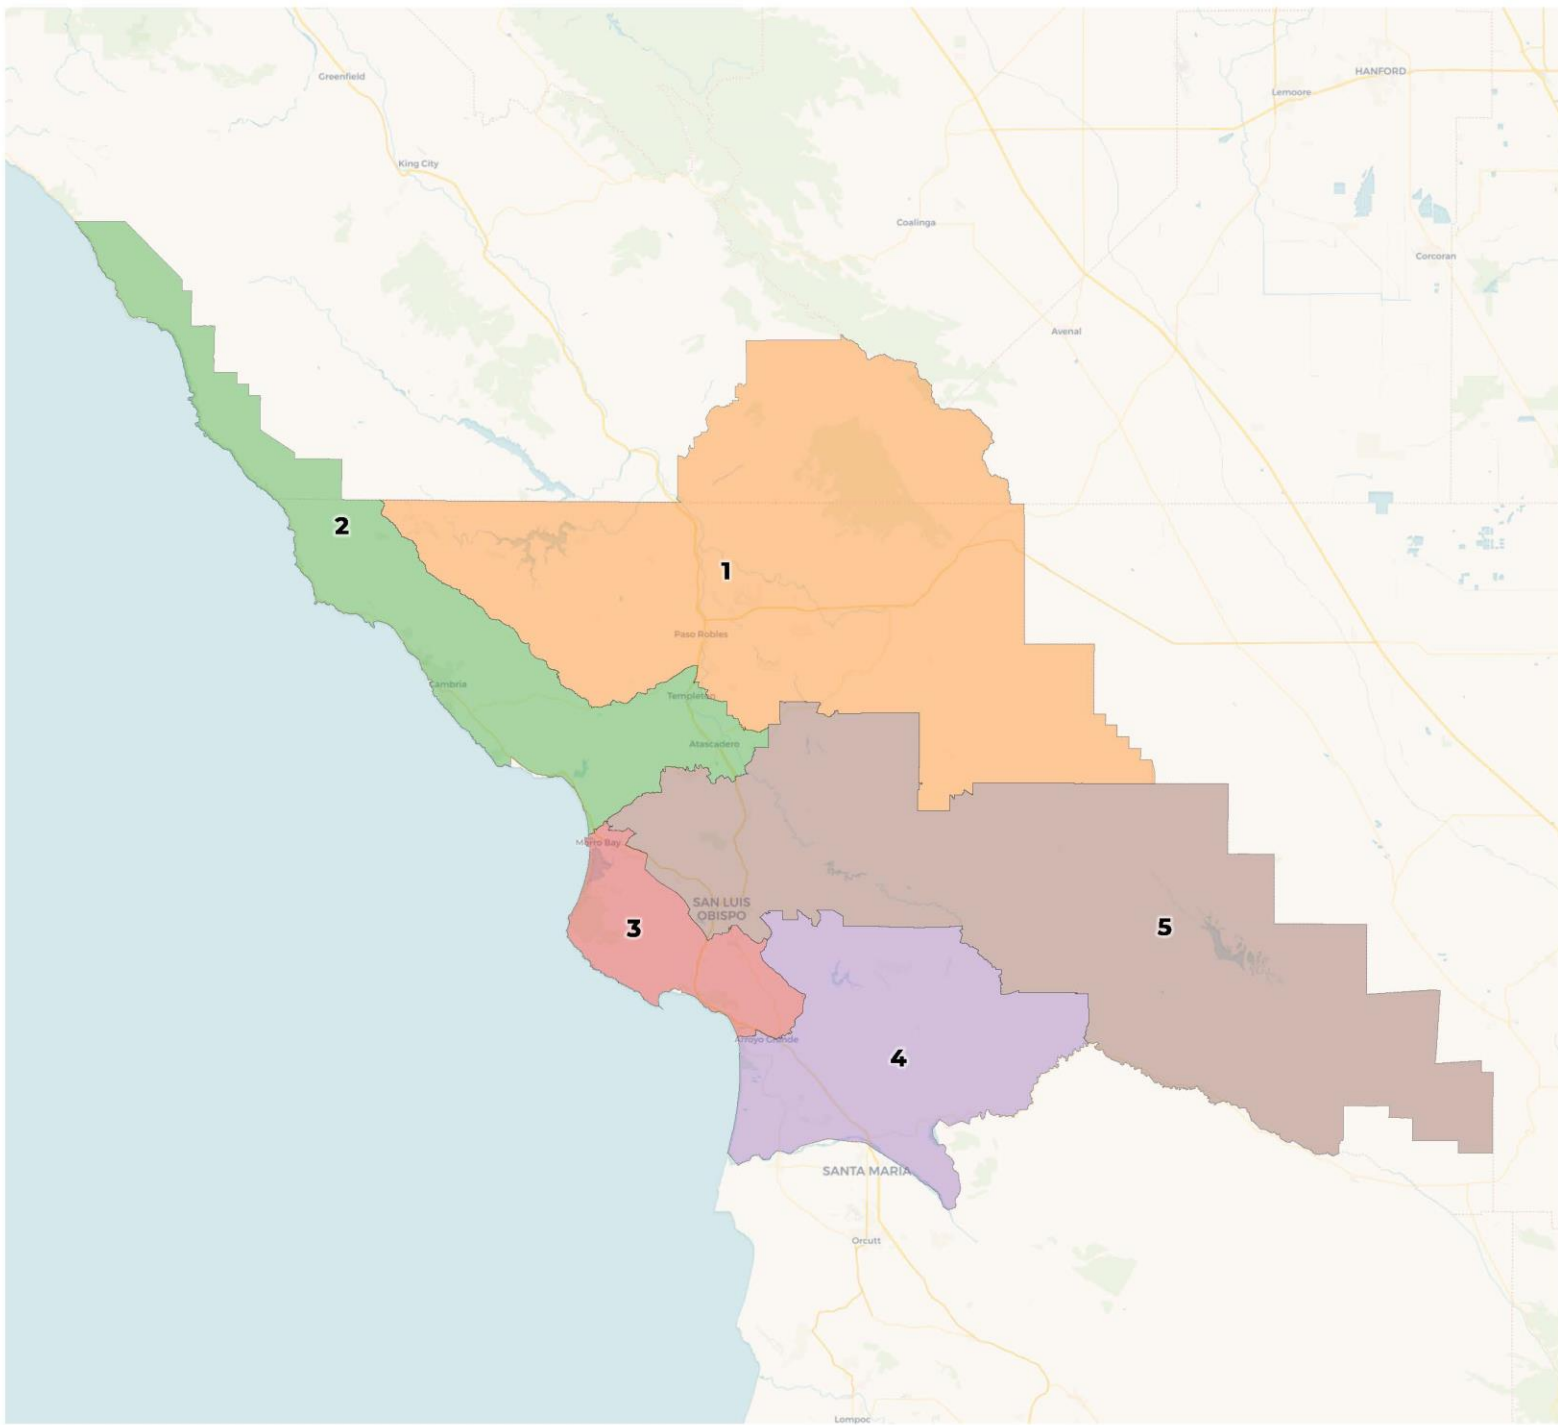 HANFORD
Greenfield
Lemoore
King City
Coalinga
Corcoran
Avenal
2
1
Paso Robles
Cambria
Templeton
Atascadero
Morro Bay
SAN LUIS
OBISPO
3
5
Arroyo Grande
4
SANTA MARIA
Orcutt
Lompoc